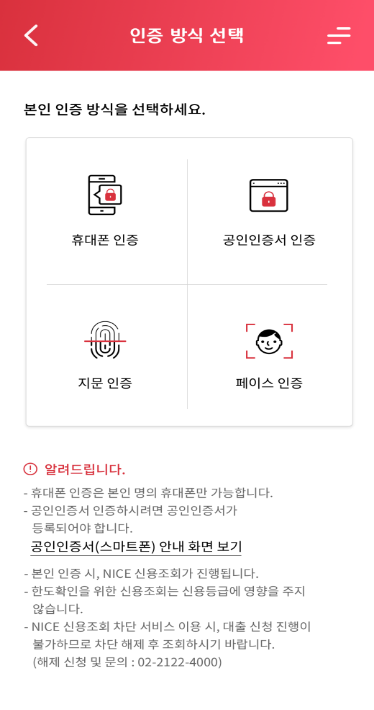 인증 방식 선택
본인 인증 방식을 선택하세요.
휴대폰 인증
공인인증서 인증
지문 인증
페이스 인증
알려드립니다.
- 휴대폰 인증은 본인 명의 휴대폰만 가능합니다.
- 공인인증서 인증하시려면 공인인증서가
등록되어야 합니다.
공인인증서(스마트폰) 안내 화면 보기
- 본인 인증 시, NICE 신용조회가 진행됩니다.
- 한도확인을 위한 신용조회는 신용등급에 영향을 주지
않습니다.
- NICE 신용조회 차단 서비스 이용 시, 대출 신청 진행이
불가하므로 차단 해제 후 조회하시기 바랍니다.
(해제 신청 및 문의 : 02-2122-4000)